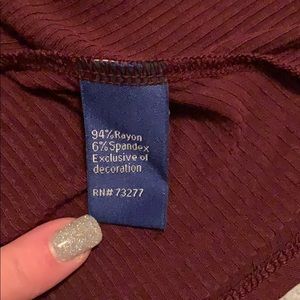 94%Rayon
6%Spandex
Exclusive of
decoration
RN# 73277